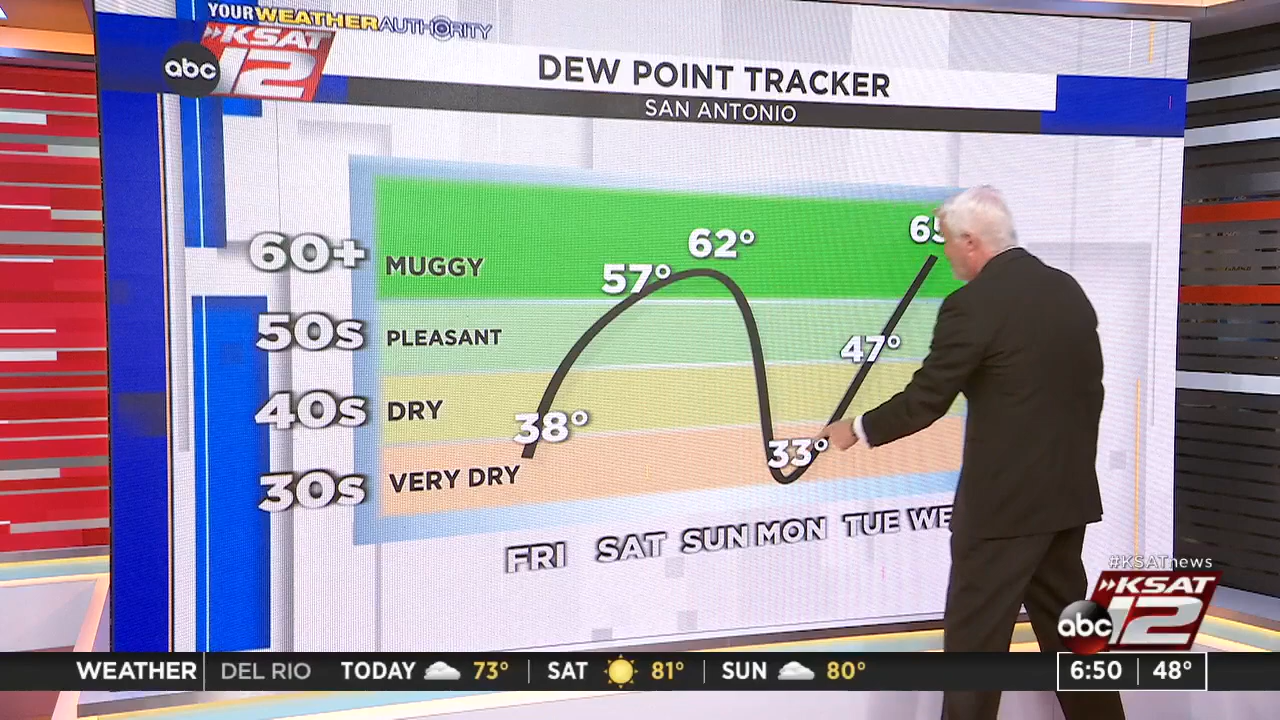 YOUR WEATHER AUTHORITY
KSAT
abc 12
DEW POINT TRACKER
SAN ANTONIO
60+ MUGGY 57° 62°
50s PLEASANT 47°
40s DRY 38°
30s VERY DRY 33°
FRI SAT SUN MON TUE
#KSATnews
KSAT
abc 12
WEATHER DEL RIO TODAY 73° SAT 81° SUN 80° 6:50 48°